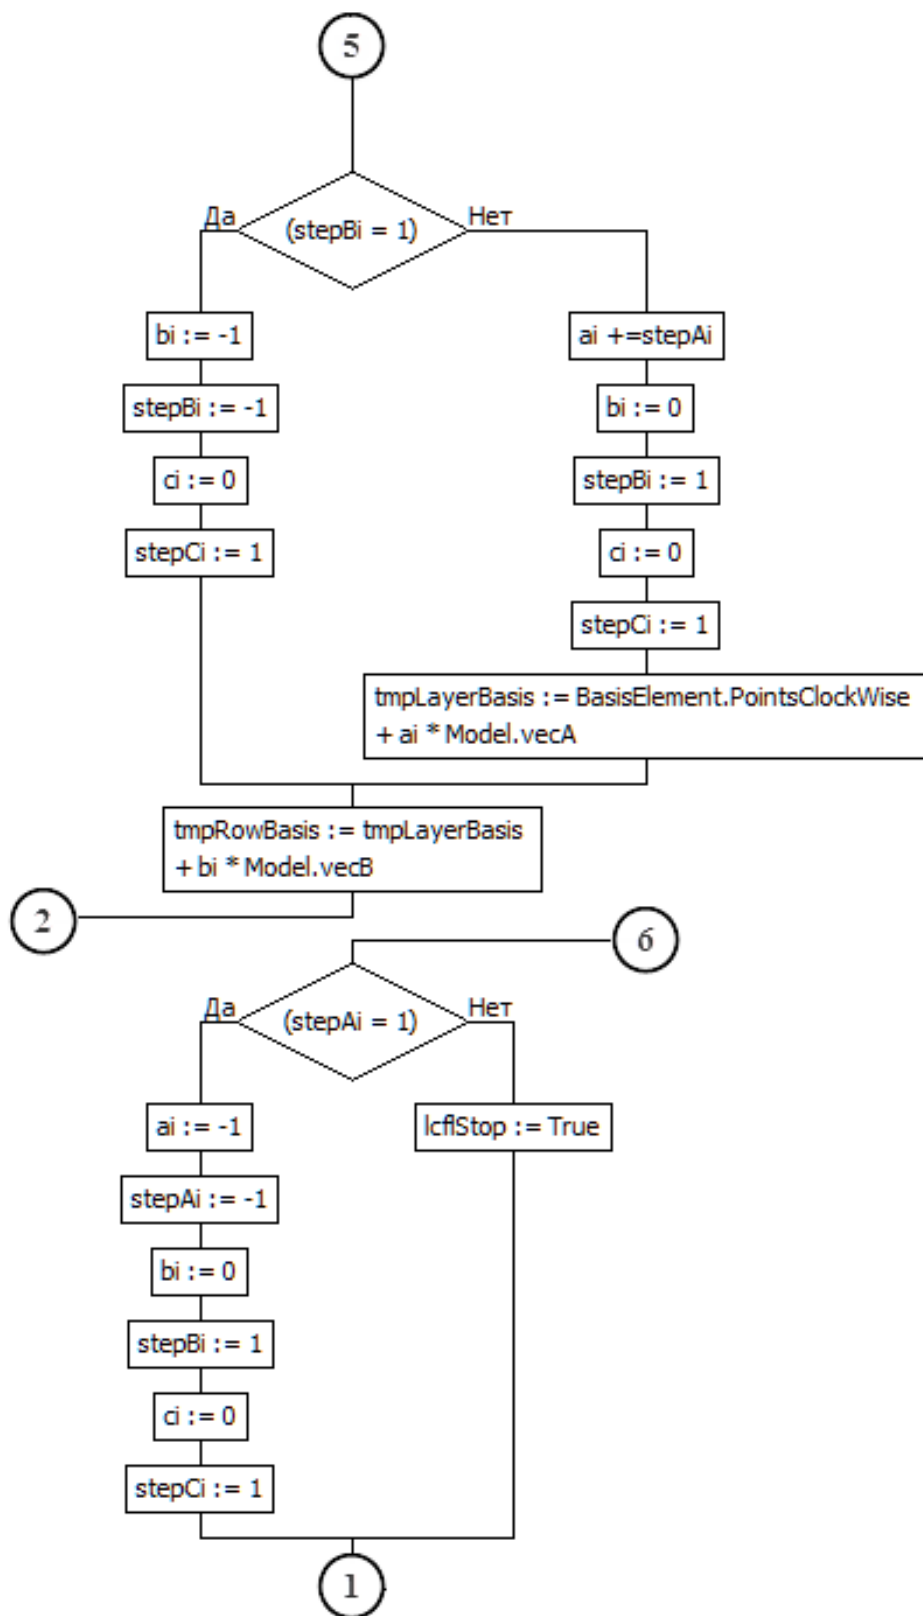 5
Да
(stepBi = 1)
Нет
bi := -1
stepBi := -1
ci := 0
stepCi := 1
ai +=stepAi
bi := 0
stepBi := 1
ci := 0
stepCi := 1
tmpLayerBasis := BasisElement.PointsClockWise
+ ai * Model.vecA
tmpRowBasis := tmpLayerBasis
+ bi * Model.vecB
2
6
Да
(stepAi = 1)
Нет
ai := -1
stepAi := -1
bi := 0
stepBi := 1
ci := 0
stepCi := 1
lcflStop := True
1